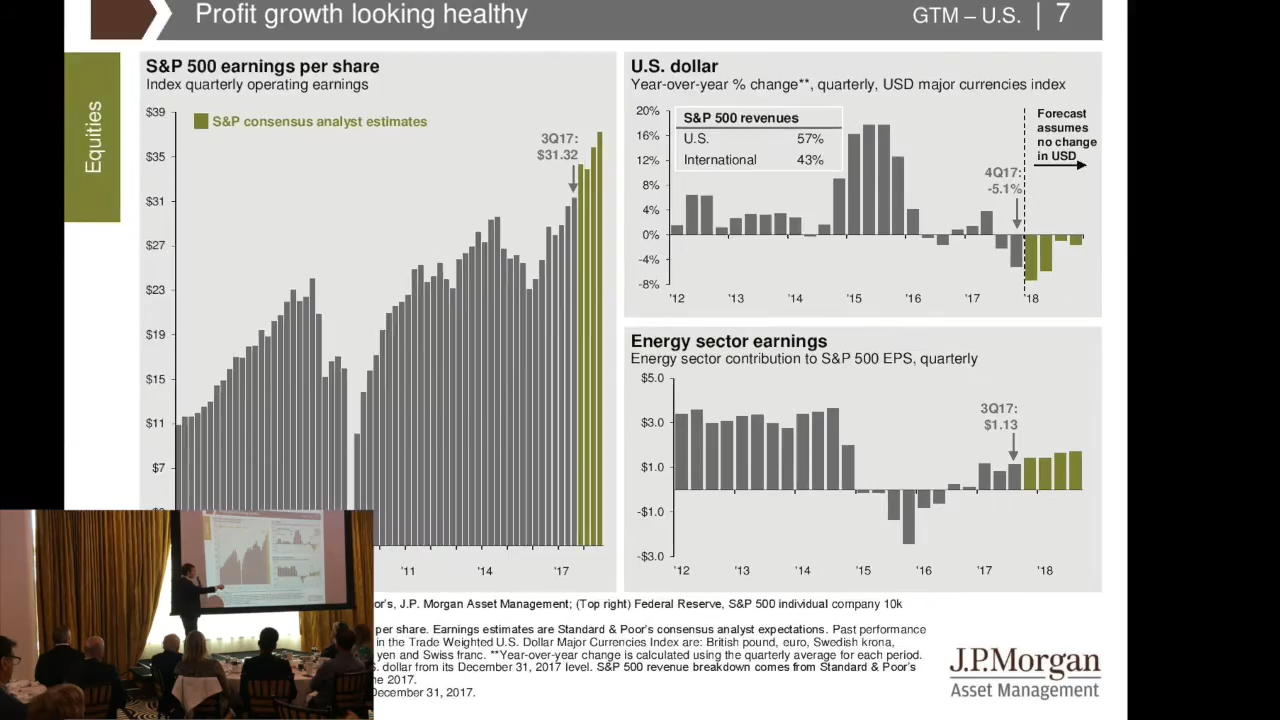 Profit growth looking healthy
GTM – U.S. | 7
Equities
S&P 500 earnings per share
Index quarterly operating earnings
$39
$35
$31
$27
$23
$19
$15
$11
$7
S&P consensus analyst estimates
3Q17:
$31.32
'11
'14
'17
U.S. dollar
Year-over-year % change**, quarterly, USD major currencies index
20%
16%
12%
8%
4%
0%
-4%
-8%
S&P 500 revenues
U.S. 57%
International 43%
Forecast
assumes
no change
in USD
4Q17:
-5.1%
'12 '13 '14 '15 '16 '17 '18
Energy sector earnings
Energy sector contribution to S&P 500 EPS, quarterly
$5.0
$3.0
$1.0
-$1.0
-$3.0
3Q17:
$1.13
'12 '13 '14 '15 '16 '17 '18
or's, J.P. Morgan Asset Management; (Top right) Federal Reserve, S&P 500 individual company 10k
per share. Earnings estimates are Standard & Poor's consensus analyst expectations. Past performance
in the Trade Weighted U.S. Dollar Major Currencies Index are: British pound, euro, Swedish krona,
yen and Swiss franc. **Year-over-year change is calculated using the quarterly average for each period.
S. dollar from its December 31, 2017 level. S&P 500 revenue breakdown comes from Standard & Poor's
ne 2017.
December 31, 2017.
J.P.Morgan
Asset Management